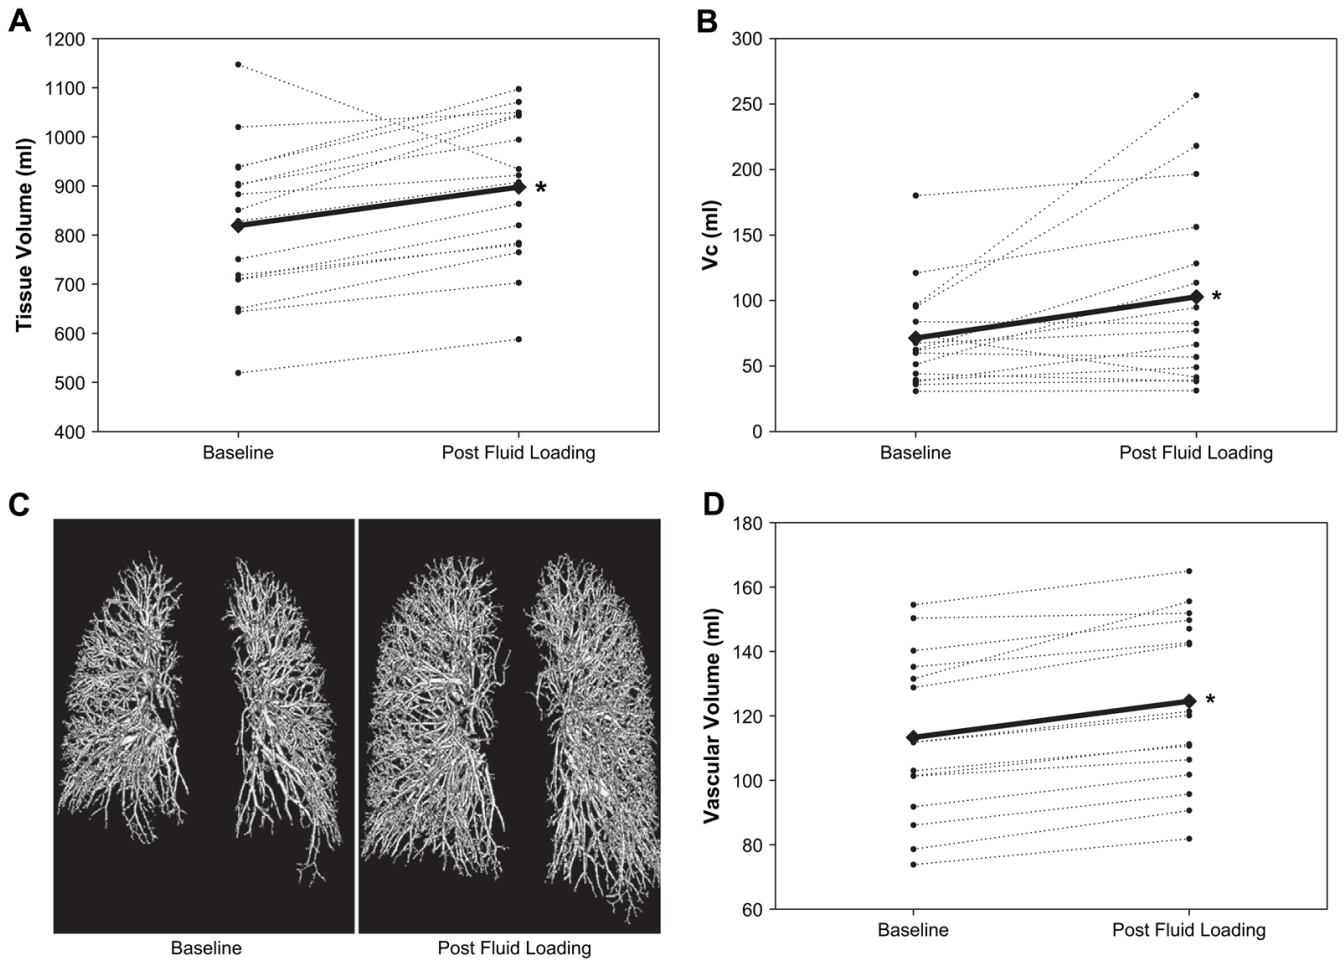 A
Tissue Volume (ml)
1200
1100
1000
900
800
700
600
500
400
*
Baseline
Post Fluid Loading
B
Vc (ml)
300
250
200
150
100
50
0
*
Baseline
Post Fluid Loading
C
Baseline
Post Fluid Loading
D
Vascular Volume (ml)
180
160
140
120
100
80
60
*
Baseline
Post Fluid Loading